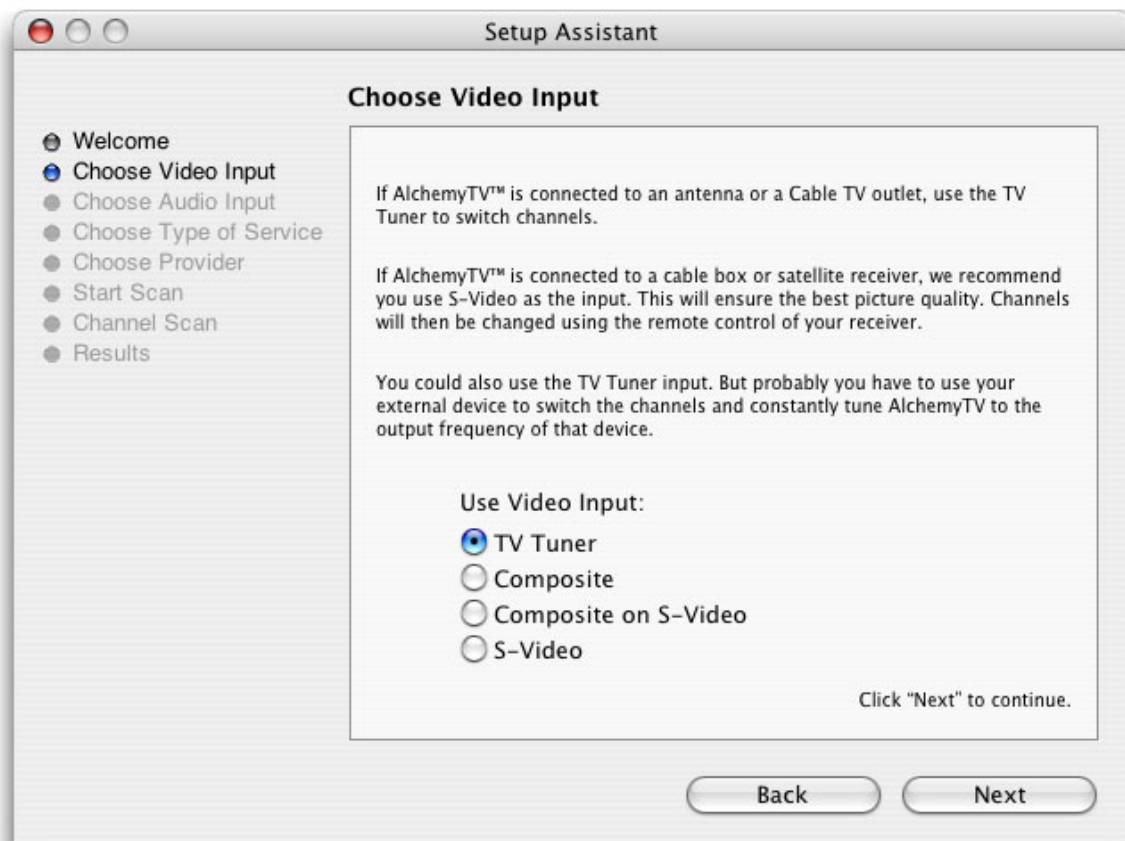 Setup Assistant
Choose Video Input
Welcome
Choose Video Input
Choose Audio Input
Choose Type of Service
Choose Provider
Start Scan
Channel Scan
Results
If AlchemyTV™ is connected to an antenna or a Cable TV outlet, use the TV
Tuner to switch channels.
If AlchemyTV™ is connected to a cable box or satellite receiver, we recommend
you use S-Video as the input. This will ensure the best picture quality. Channels
will then be changed using the remote control of your receiver.
You could also use the TV Tuner input. But probably you have to use your
external device to switch the channels and constantly tune AlchemyTV to the
output frequency of that device.
Use Video Input:
TV Tuner
Composite
Composite on S-Video
S-Video
Click “Next” to continue.
Back
Next